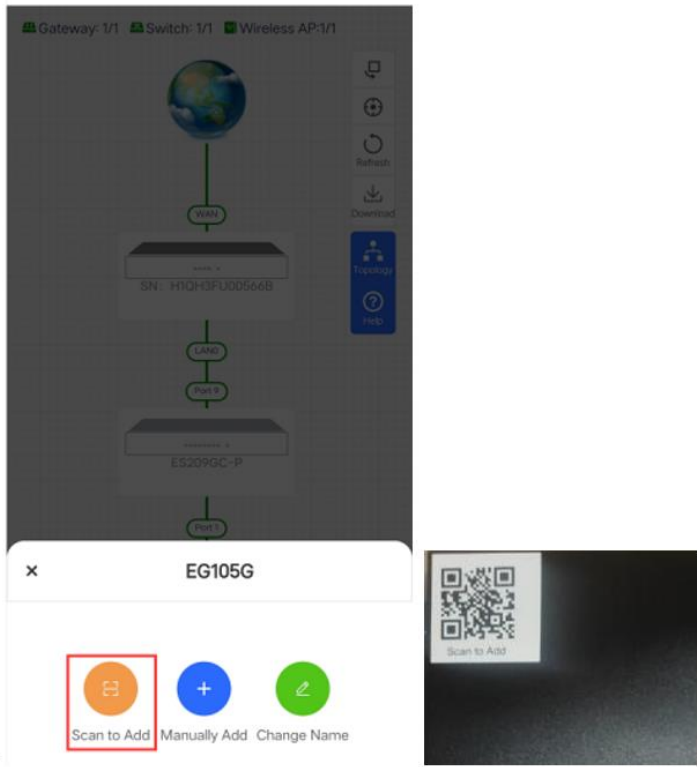 Gateway: 1/1 Switch: 1/1 Wireless AP:1/1
Refresh
Download
WAN
Topology
SN: H1QH3FU00566B
Help
LAN0
Port 9
ES209GC-P
Port 1
× EG105G
Scan to Add Manually Add Change Name
Scan to Add